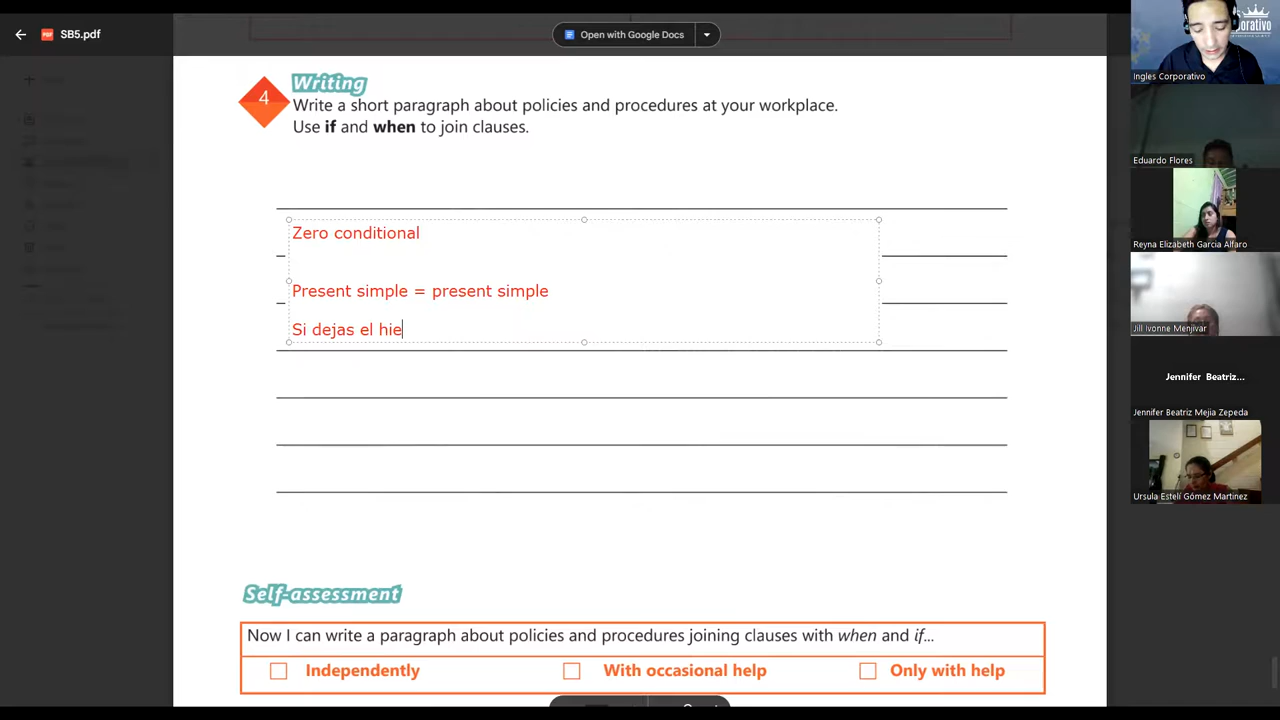 SB5.pdf
Open with Google Docs
4
Writing
Write a short paragraph about policies and procedures at your workplace.
Use if and when to join clauses.
Zero conditional
Present simple = present simple
Si dejas el hie
Self-assessment
Now I can write a paragraph about policies and procedures joining clauses with when and if...
Independently
With occasional help
Only with help
Ingles Corporativo
Eduardo Flores
Reyna Elizabeth Garcia Alfaro
Jill Ivonne Menjivar
Jennifer Beatriz...
Jennifer Beatriz Mejia Zepeda
Ursula Estelí Gómez Martinez